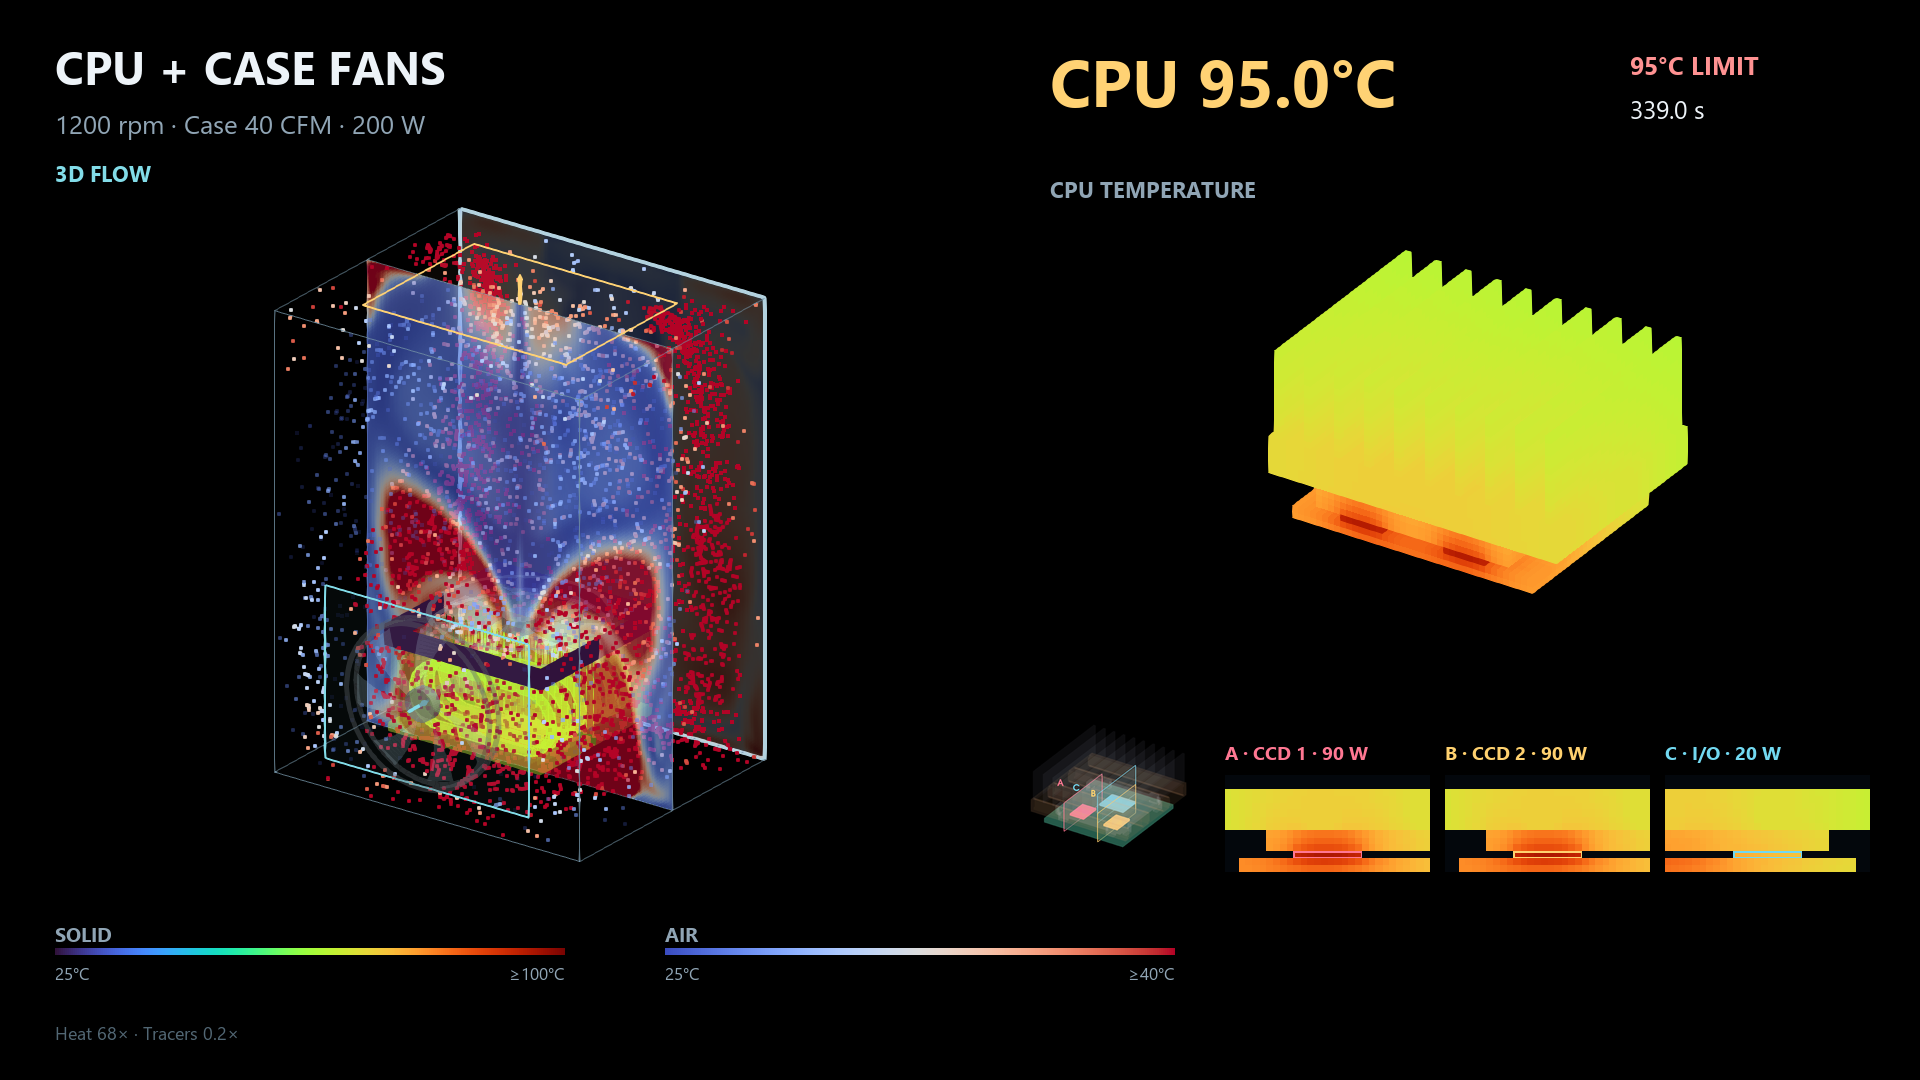 CPU + CASE FANS
1200 rpm · Case 40 CFM · 200 W
3D FLOW
CPU 95.0°C
95°C LIMIT
339.0 s
CPU TEMPERATURE
A C B
A · CCD 1 · 90 W
B · CCD 2 · 90 W
C · I/O · 20 W
SOLID
25°C ≥100°C
AIR
25°C ≥40°C
Heat 68× · Tracers 0.2×